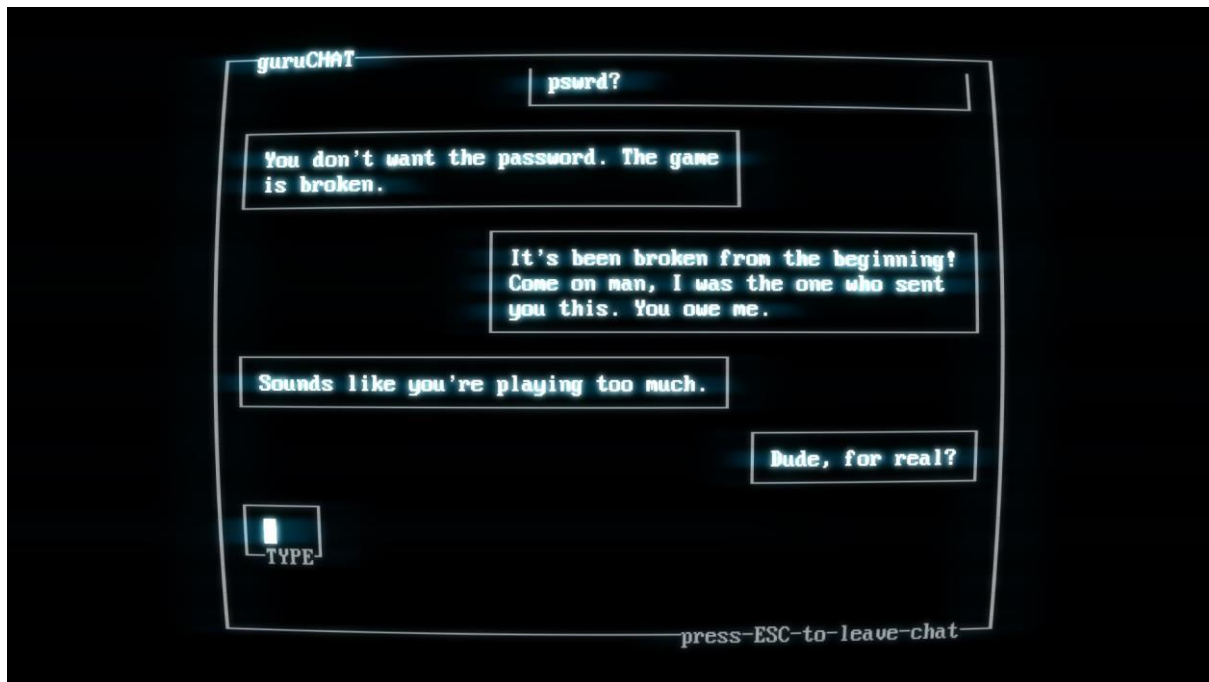 guruCHAT
pswrd?
You don't want the password. The game
is broken.
It's been broken from the beginning!
Come on man, I was the one who sent
you this. You owe me.
Sounds like you're playing too much.
Dude, for real?
TYPE
press-ESC-to-leave-chat